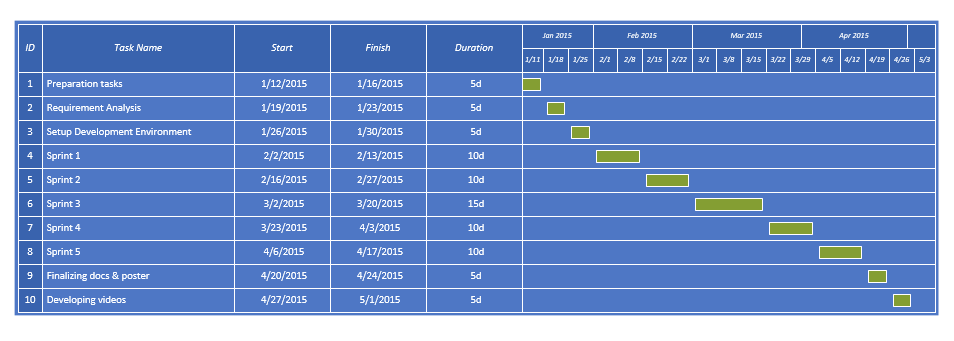 Jan 2015 Feb 2015 Mar 2015 Apr 2015
ID Task Name Start Finish Duration
1/11 1/18 1/25 2/1 2/8 2/15 2/22 3/1 3/8 3/15 3/22 3/29 4/5 4/12 4/19 4/26 5/3
1 Preparation tasks 1/12/2015 1/16/2015 5d
2 Requirement Analysis 1/19/2015 1/23/2015 5d
3 Setup Development Environment 1/26/2015 1/30/2015 5d
4 Sprint 1 2/2/2015 2/13/2015 10d
5 Sprint 2 2/16/2015 2/27/2015 10d
6 Sprint 3 3/2/2015 3/20/2015 15d
7 Sprint 4 3/23/2015 4/3/2015 10d
8 Sprint 5 4/6/2015 4/17/2015 10d
9 Finalizing docs & poster 4/20/2015 4/24/2015 5d
10 Developing videos 4/27/2015 5/1/2015 5d